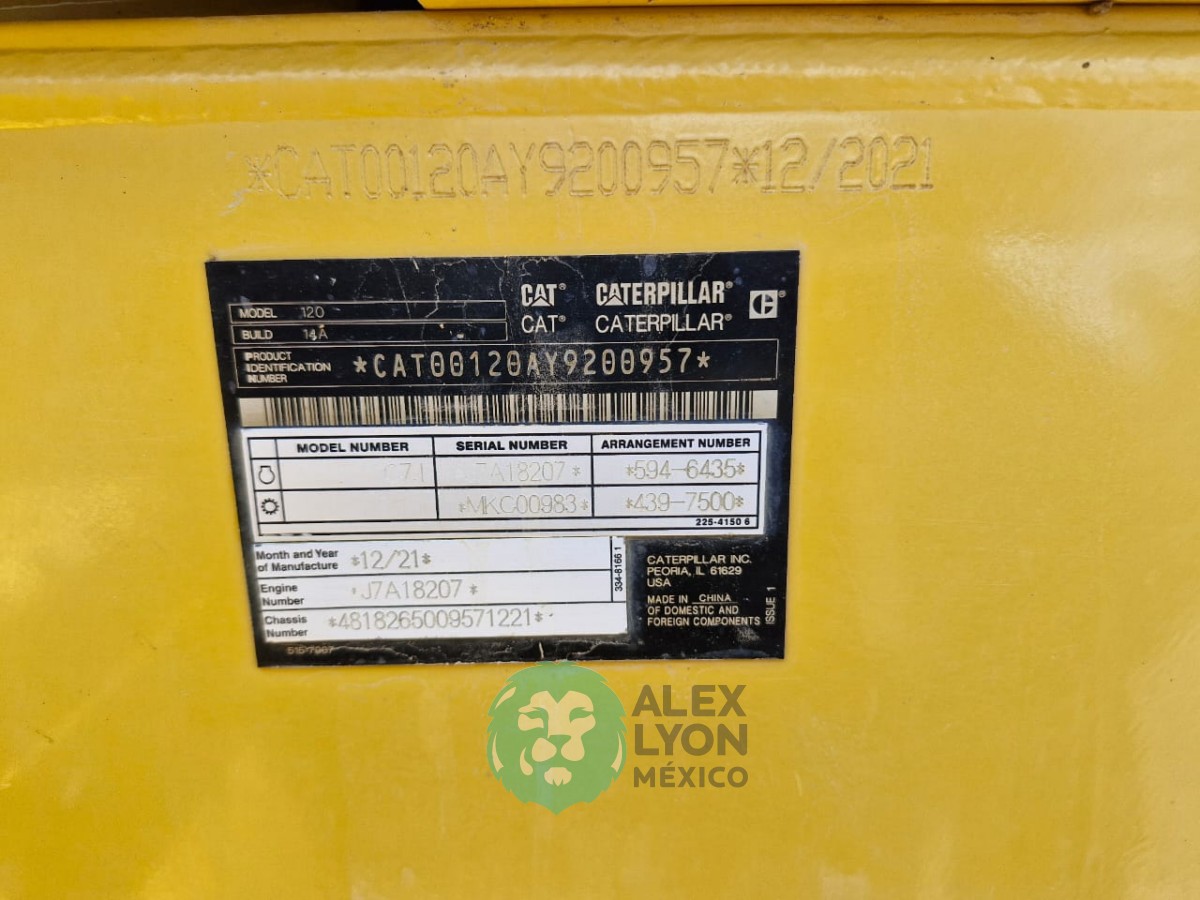 *CAT00120AY9200957*12/2021
CAT® CATERPILLAR®
CAT® CATERPILLAR®
MODEL 120
BUILD 14A
PRODUCT IDENTIFICATION NUMBER *CAT00120AY9200957*
MODEL NUMBER SERIAL NUMBER ARRANGEMENT NUMBER
C7.1 J7A18207* *594-6435*
*MKC00983* *439-7500*
225-4150 6
Month and Year of Manufacture *12/21*
Engine Number *J7A18207*
Chassis Number *4818265009571221*
334-8166 1
CATERPILLAR INC.
PEORIA, IL 61629
USA
MADE IN CHINA
OF DOMESTIC AND
FOREIGN COMPONENTS
ISSUE 1
ALEX
LYON
MÉXICO